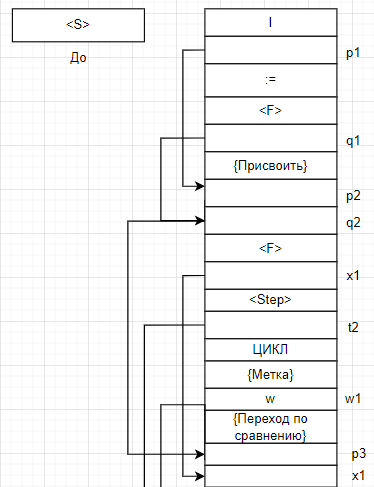 <S>
До
I
p1
:=
<F>
q1
{Присвоить}
p2
q2
<F>
x1
<Step>
t2
ЦИКЛ
{Метка}
w
w1
{Переход по
сравнению}
p3
x1